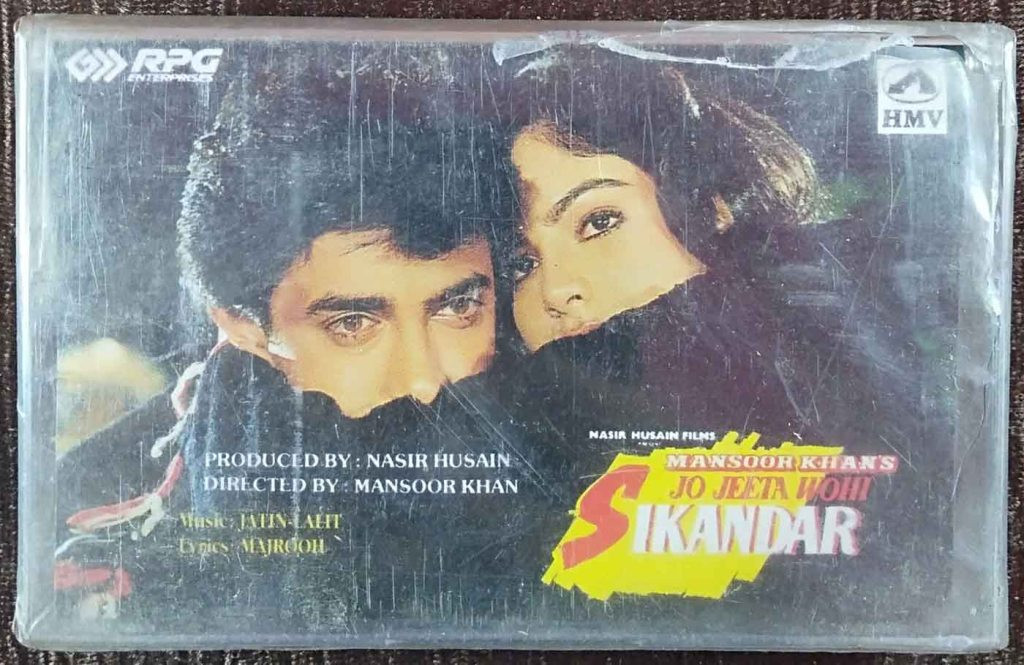 RPG
ENTERPRISES
HMV
PRODUCED BY : NASIR HUSAIN
DIRECTED BY : MANSOOR KHAN
Music : JATIN-LALIT
Lyrics : MAJROOH
NASIR HUSAIN FILMS
MANSOOR KHAN'S
JO JEETA WOHI
SIKANDAR